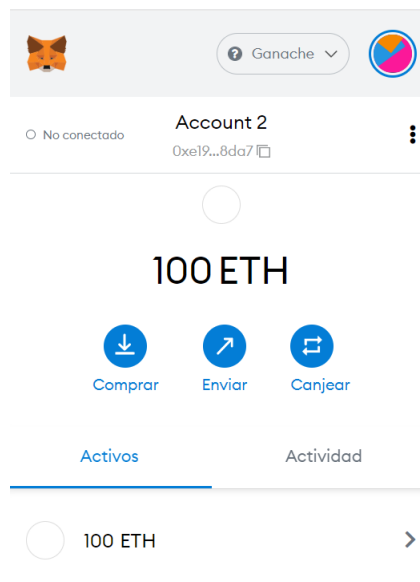 Ganache
No conectado
Account 2
0xe19...8da7
100 ETH
Comprar
Enviar
Canjear
Activos
Actividad
100 ETH